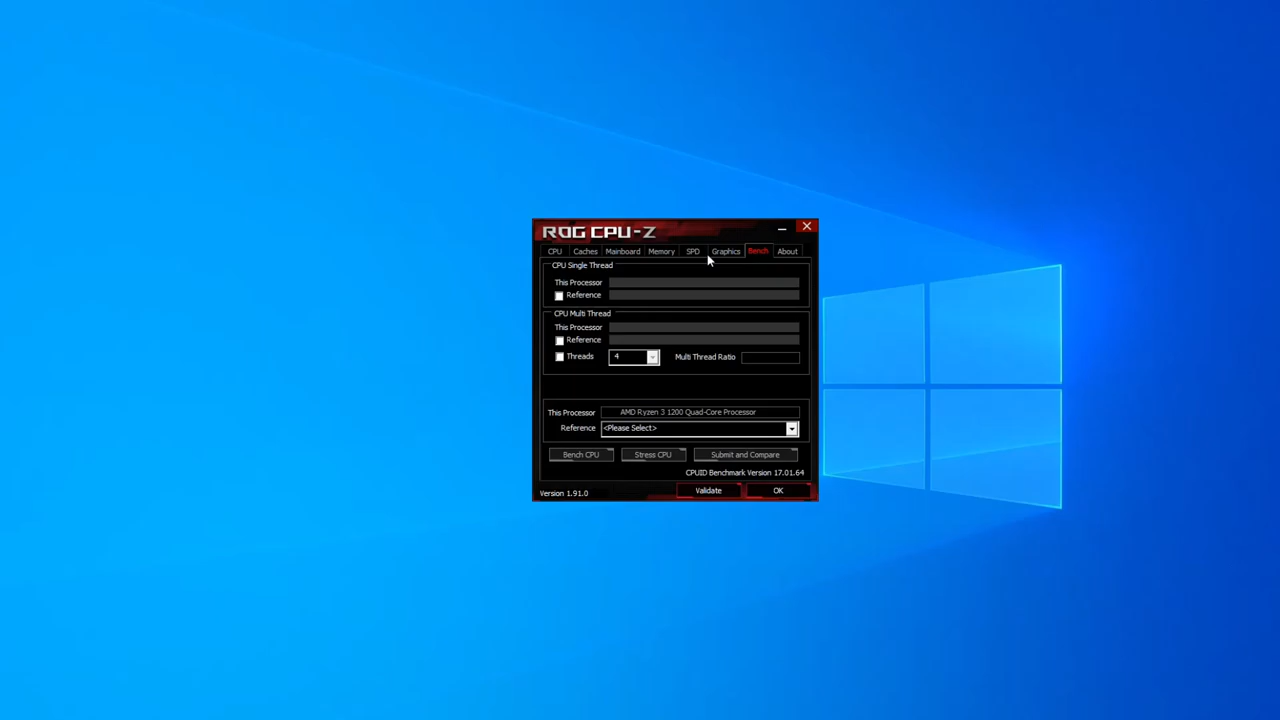 ROG CPU-Z
CPU Caches Mainboard Memory SPD Graphics Bench About
CPU Single Thread
This Processor
Reference
CPU Multi Thread
This Processor
Reference
Threads 4 Multi Thread Ratio
This Processor AMD Ryzen 3 1200 Quad-Core Processor
Reference <Please Select>
Bench CPU Stress CPU Submit and Compare
CPUID Benchmark Version 17.01.64
Version 1.91.0 Validate OK